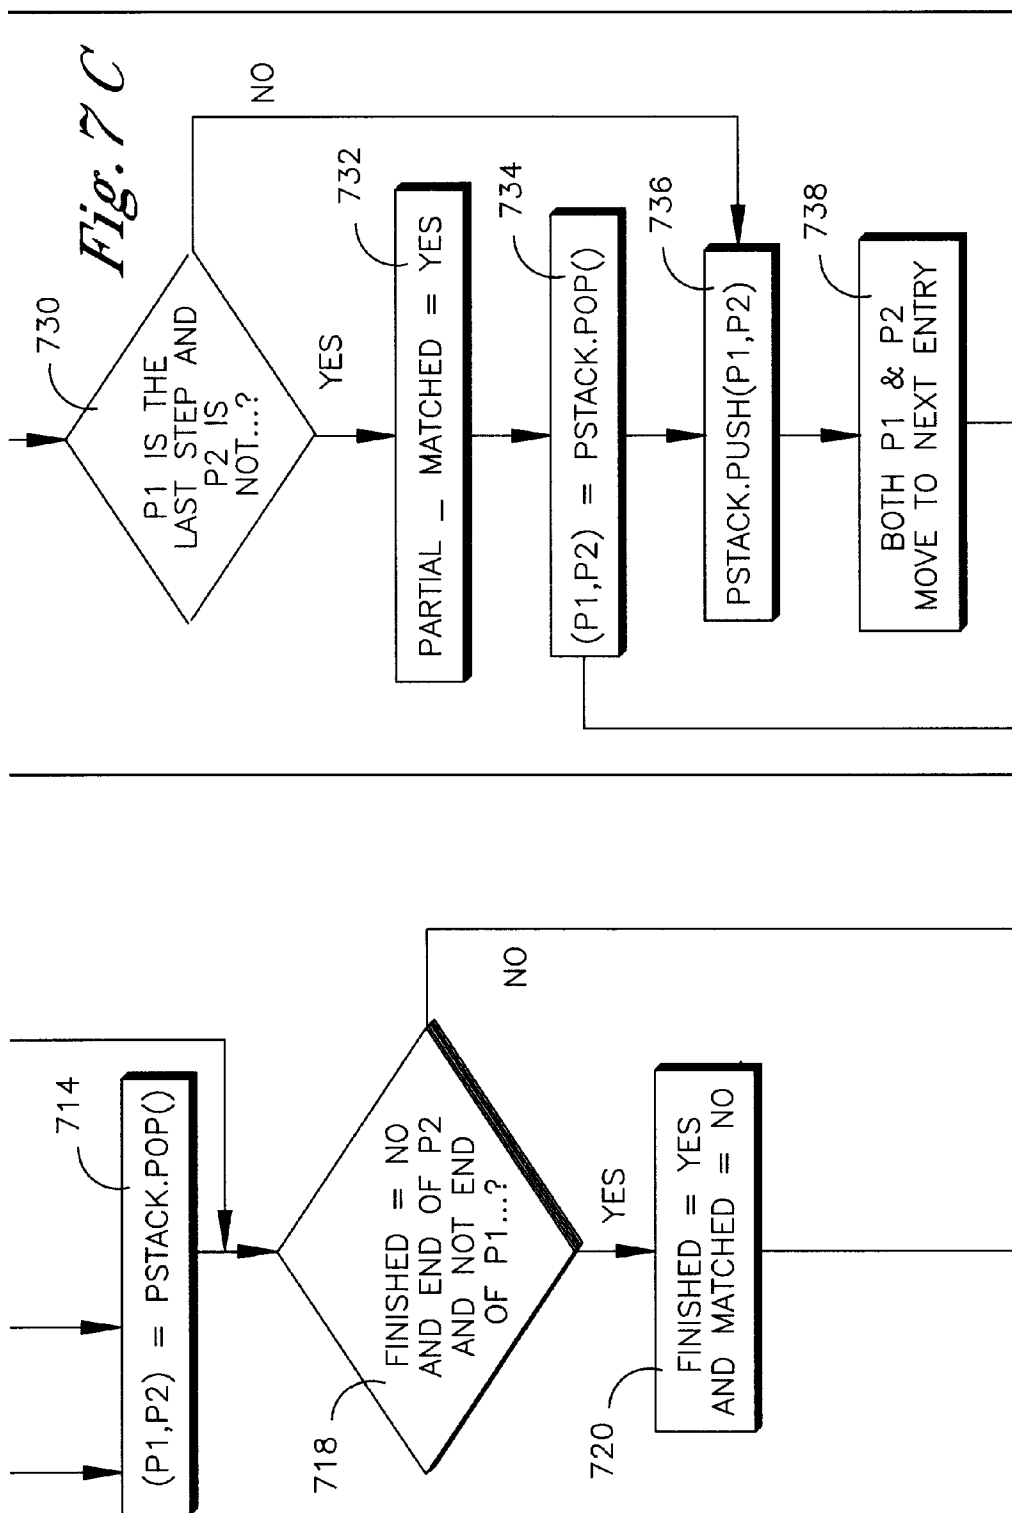 Fig. 7 C
730
P1 IS THE
LAST STEP AND
P2 IS
NOT...?
NO
YES
732
PARTIAL _ MATCHED = YES
734
(P1,P2) = PSTACK.POP()
736
PSTACK.PUSH(P1,P2)
738
BOTH P1 & P2
MOVE TO NEXT ENTRY
714
(P1,P2) = PSTACK.POP()
718
FINISHED = NO
AND END OF P2
AND NOT END
OF P1...?
NO
YES
720
FINISHED = YES
AND MATCHED = NO